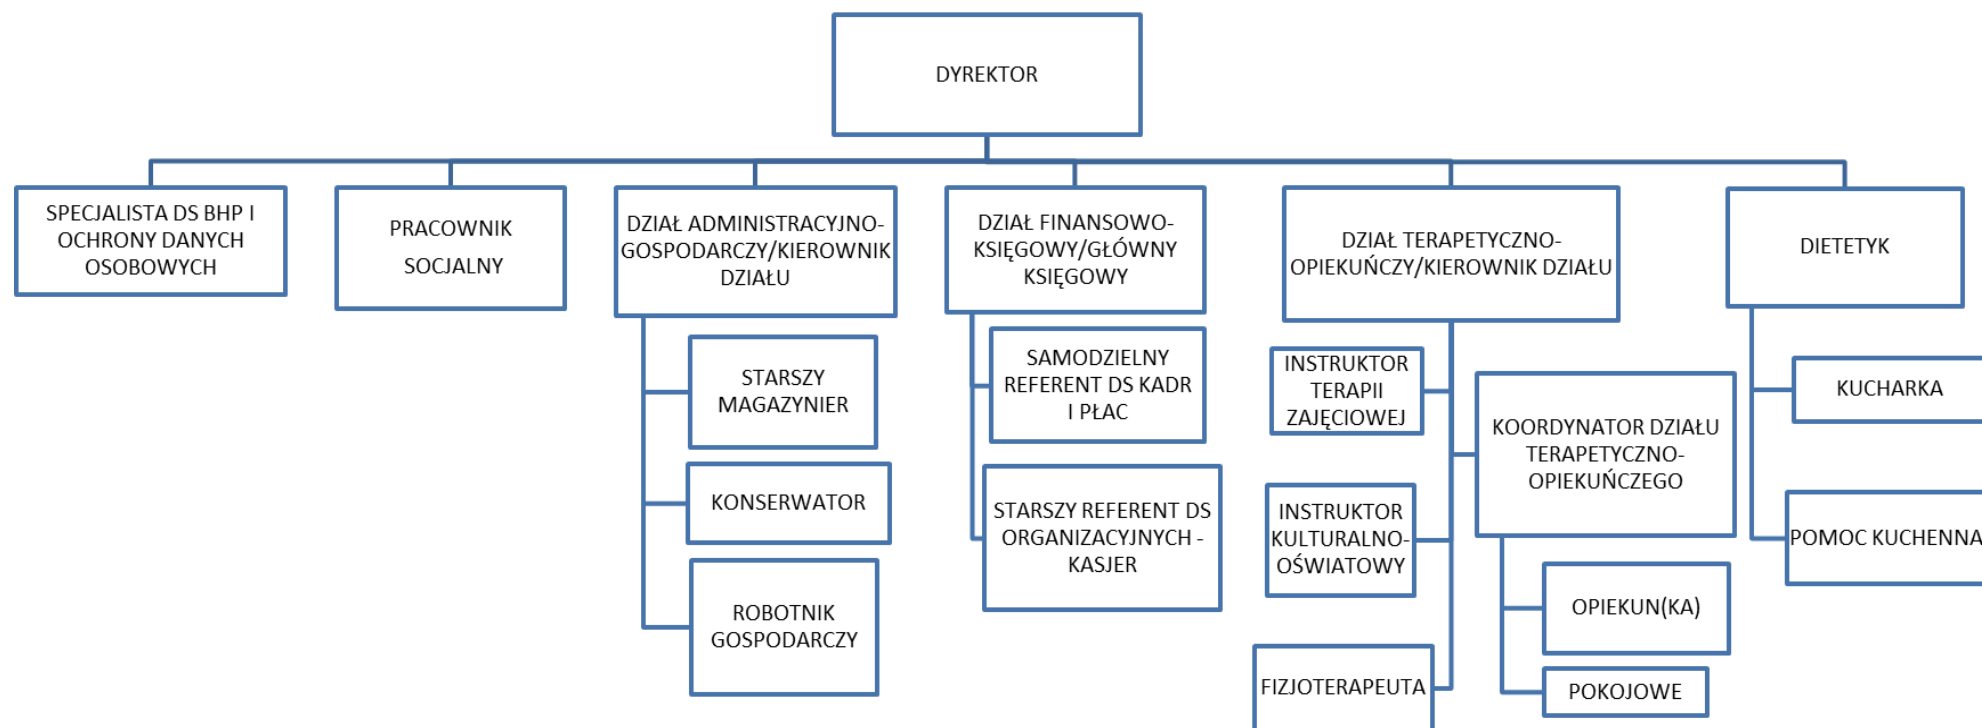 DYREKTOR
SPECJALISTA DS BHP I
OCHRONY DANYCH
OSOBOWYCH
PRACOWNIK
SOCJALNY
DZIAŁ ADMINISTRACYJNO-
GOSPODARCZY/KIEROWNIK
DZIAŁU
DZIAŁ FINANSOWO-
KSIĘGOWY/GŁÓWNY
KSIĘGOWY
DZIAŁ TERAPETYCZNO-
OPIEKUŃCZY/KIEROWNIK DZIAŁU
DIETETYK
STARSZY
MAGAZYNIER
KONSERWATOR
ROBOTNIK
GOSPODARCZY
SAMODZIELNY
REFERENT DS KADR
I PŁAC
STARSZY REFERENT DS
ORGANIZACYJNYCH -
KASJER
INSTRUKTOR
TERAPII
ZAJĘCIOWEJ
INSTRUKTOR
KULTURALNO-
OŚWIATOWY
FIZJOTERAPEUTA
KOORDYNATOR DZIAŁU
TERAPETYCZNO-
OPIEKUŃCZEGO
OPIEKUN(KA)
POKOJOWE
KUCHARKA
POMOC KUCHENNA